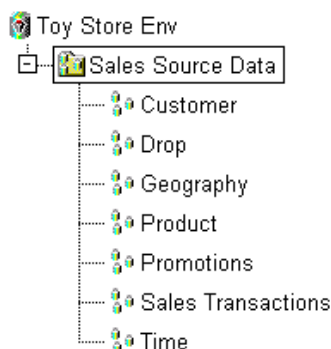 Toy Store Env
Sales Source Data
Customer
Drop
Geography
Product
Promotions
Sales Transactions
Time